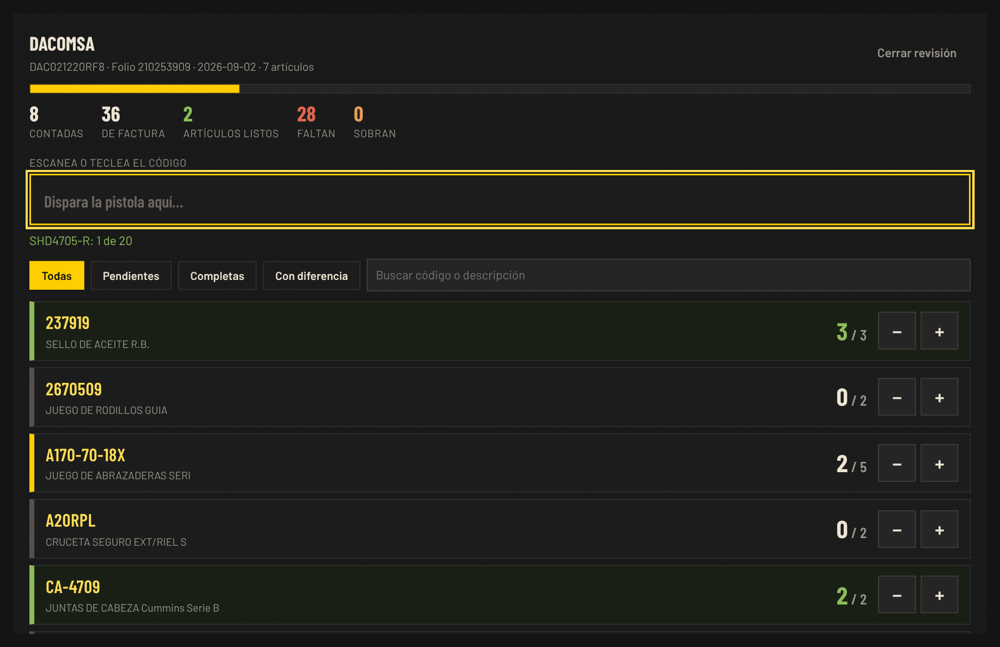 DACOMSA
Cerrar revisión
DAC021220RF8 · Folio 210253909 · 2026-09-02 · 7 artículos
8 36 2 28 0
CONTADAS DE FACTURA ARTÍCULOS LISTOS FALTAN SOBRAN
ESCANEA O TECLEA EL CÓDIGO
Dispara la pistola aquí...
SHD4705-R: 1 de 20
Todas Pendientes Completas Con diferencia Buscar código o descripción
237919
SELLO DE ACEITE R.B.
3 / 3 − +
2670509
JUEGO DE RODILLOS GUIA
0 / 2 − +
A170-70-18X
JUEGO DE ABRAZADERAS SERI
2 / 5 − +
A20RPL
CRUCETA SEGURO EXT/RIEL S
0 / 2 − +
CA-4709
JUNTAS DE CABEZA Cummins Serie B
2 / 2 − +